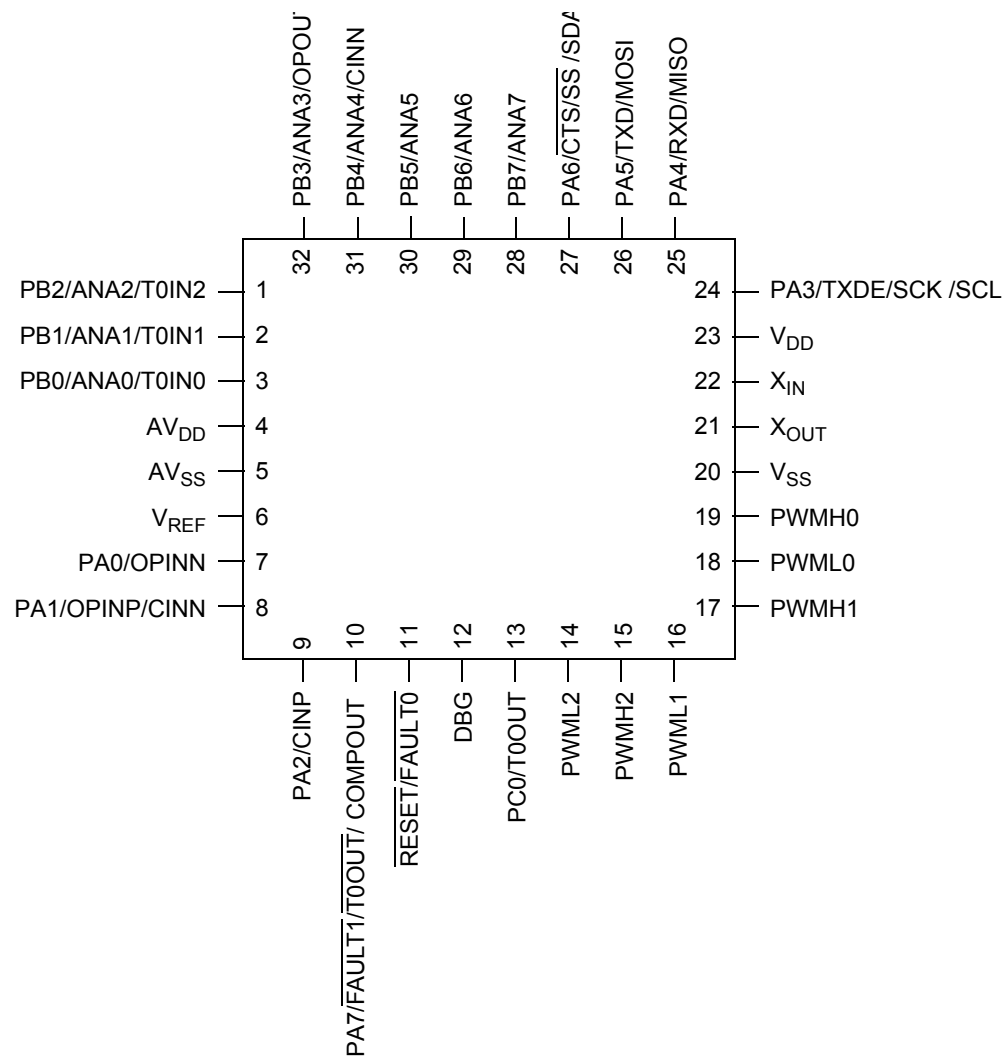 PB3/ANA3/OPOUT
PB4/ANA4/CINN
PB5/ANA5
PB6/ANA6
PB7/ANA7
PA6/CTS/SS /SDA
PA5/TXD/MOSI
PA4/RXD/MISO
32
31
30
29
28
27
26
25
PB2/ANA2/T0IN2 1
PB1/ANA1/T0IN1 2
PB0/ANA0/T0IN0 3
AVDD 4
AVSS 5
VREF 6
PA0/OPINN 7
PA1/OPINP/CINN 8
24 PA3/TXDE/SCK /SCL
23 VDD
22 XIN
21 XOUT
20 VSS
19 PWMH0
18 PWML0
17 PWMH1
9
10
11
12
13
14
15
16
PA2/CINP
PA7/FAULT1/T0OUT/ COMPOUT
RESET/FAULT0
DBG
PC0/T0OUT
PWML2
PWMH2
PWML1